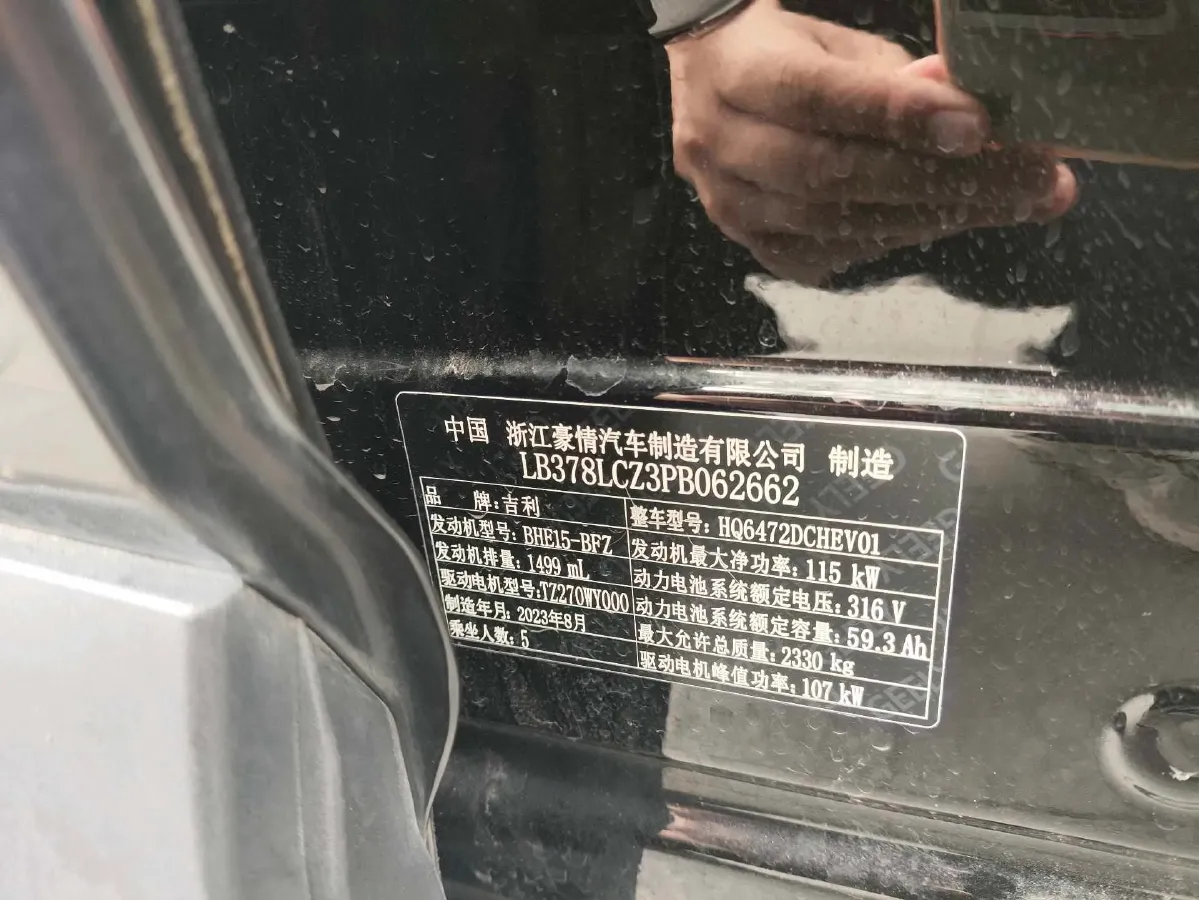 中国 浙江豪情汽车制造有限公司 制造
LB378LCZ3PB062662
品 牌:吉利
整车型号: HQ6472DCHEV01
发动机型号: BHE15-BFZ
发动机最大净功率: 115 kW
发动机排量: 1499 mL
动力电池系统额定电压: 316 V
驱动电机型号:TZ270WYQ00
动力电池系统额定容量: 59.3 Ah
制造年月: 2023年8月
最大允许总质量: 2330 kg
乘坐人数: 5
驱动电机峰值功率: 107 kW